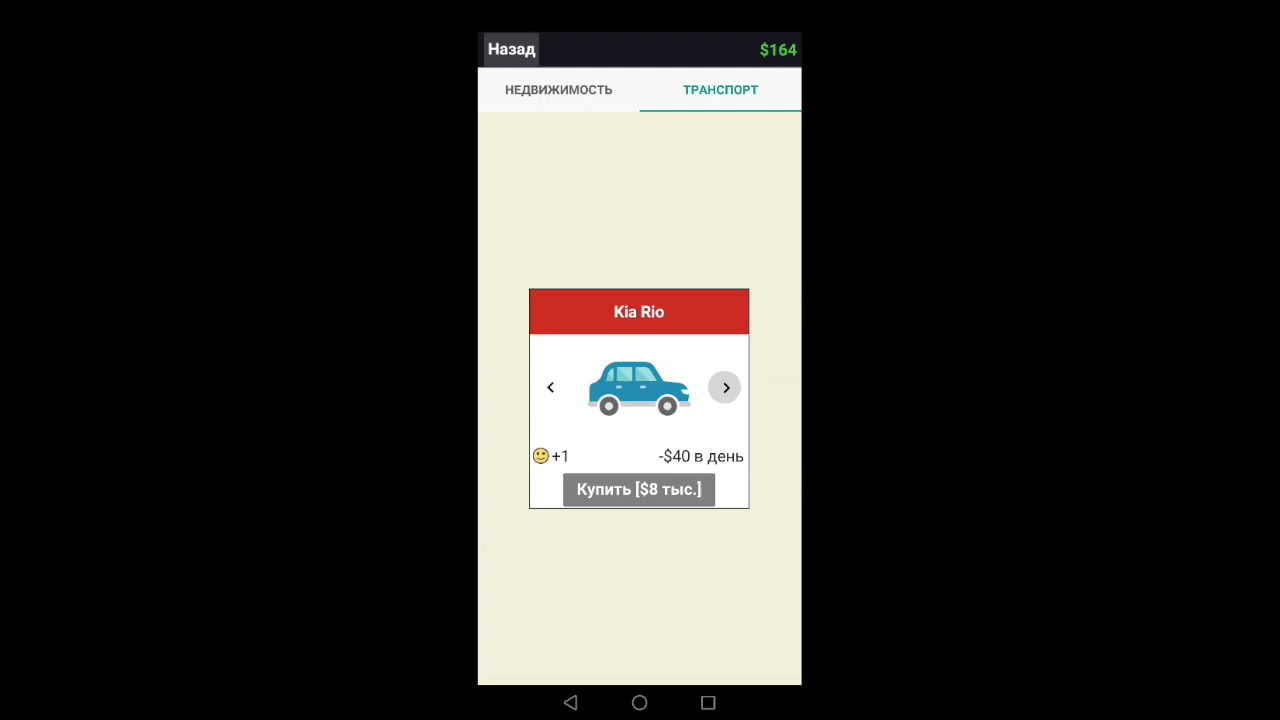 Назад
$164
НЕДВИЖИМОСТЬ
ТРАНСПОРТ
Kia Rio
+1
-$40 в день
Купить [$8 тыс.]